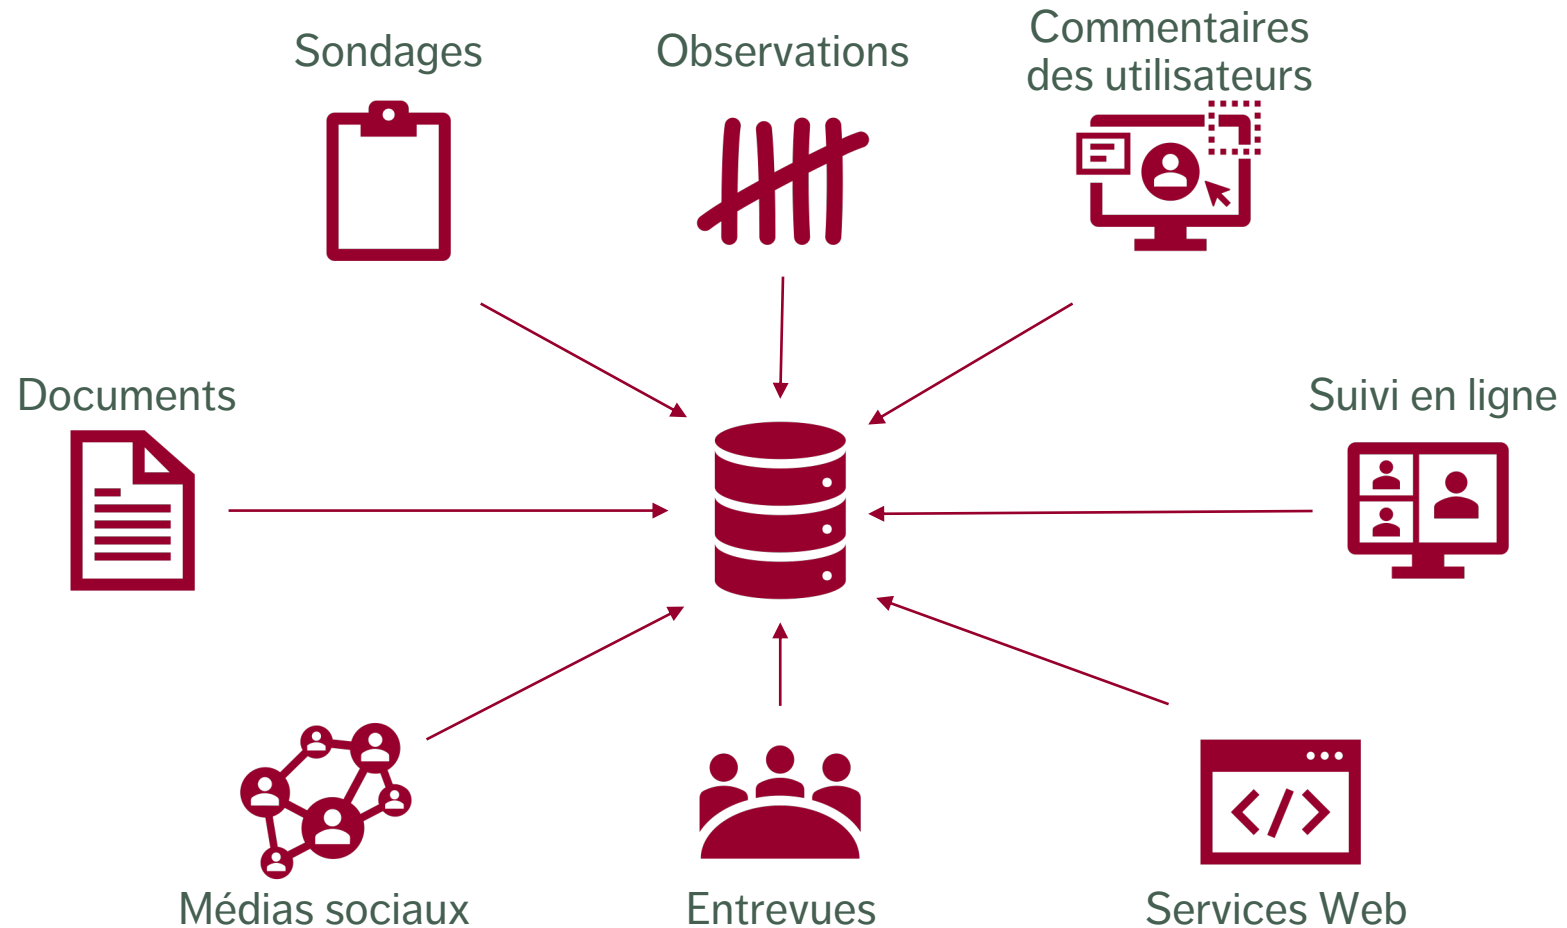 Sondages
Observations
Commentaires
des utilisateurs
Documents
Suivi en ligne
Médias sociaux
Entrevues
Services Web